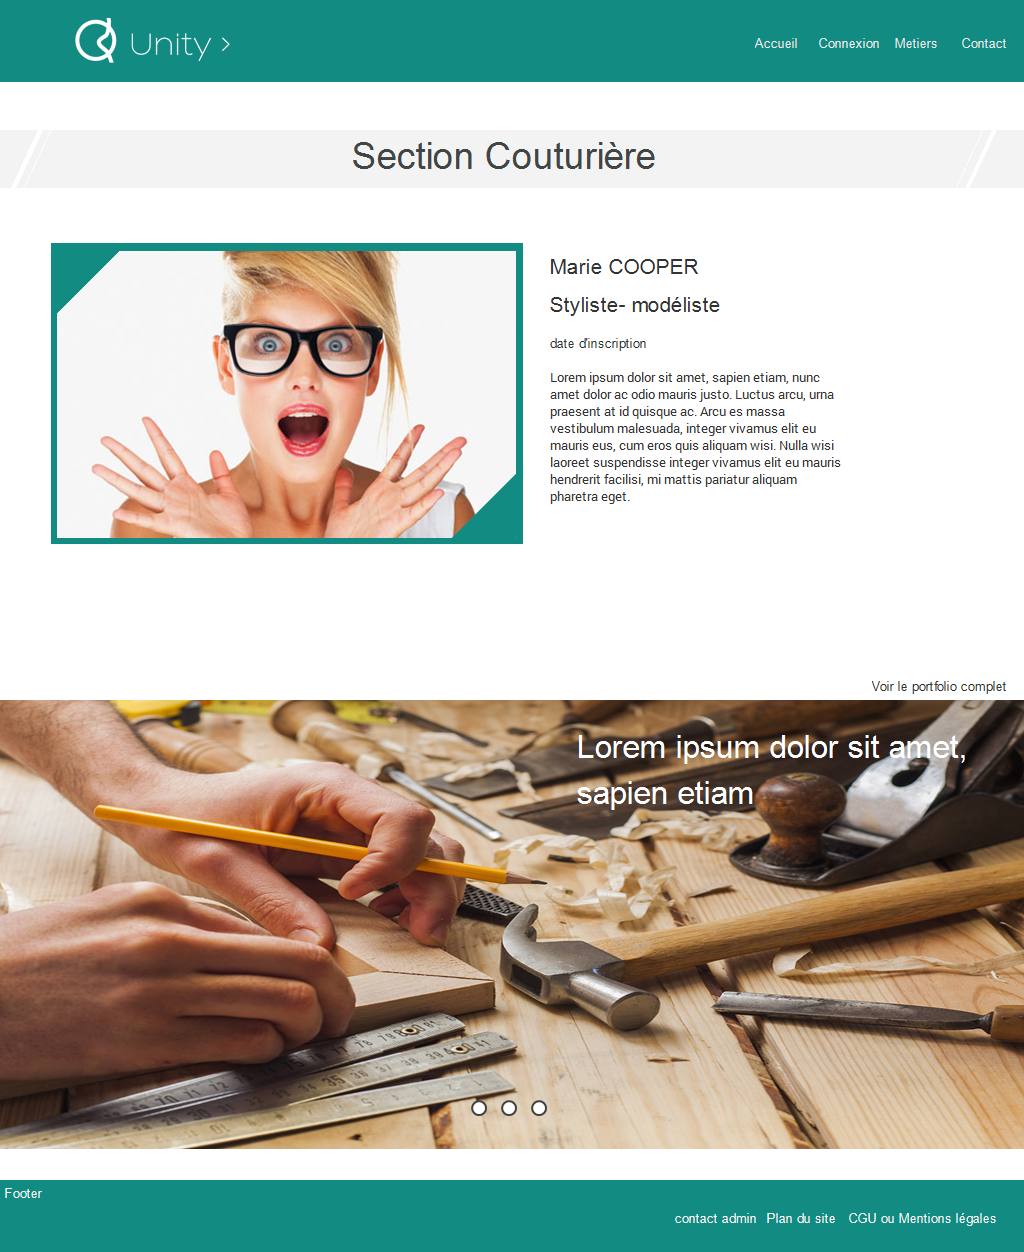 Unity >
Accueil Connexion Metiers Contact
Section Couturière
Marie COOPER
Styliste- modéliste
date d'inscription
Lorem ipsum dolor sit amet, sapien etiam, nunc
amet dolor ac odio mauris justo. Luctus arcu, urna
praesent at id quisque ac. Arcu es massa
vestibulum malesuada, integer vivamus elit eu
mauris eus, cum eros quis aliquam wisi. Nulla wisi
laoreet suspendisse integer vivamus elit eu mauris
hendrerit facilisi, mi mattis pariatur aliquam
pharetra eget.
Voir le portfolio complet
Lorem ipsum dolor sit amet,
sapien etiam
Footer
contact admin Plan du site CGU ou Mentions légales